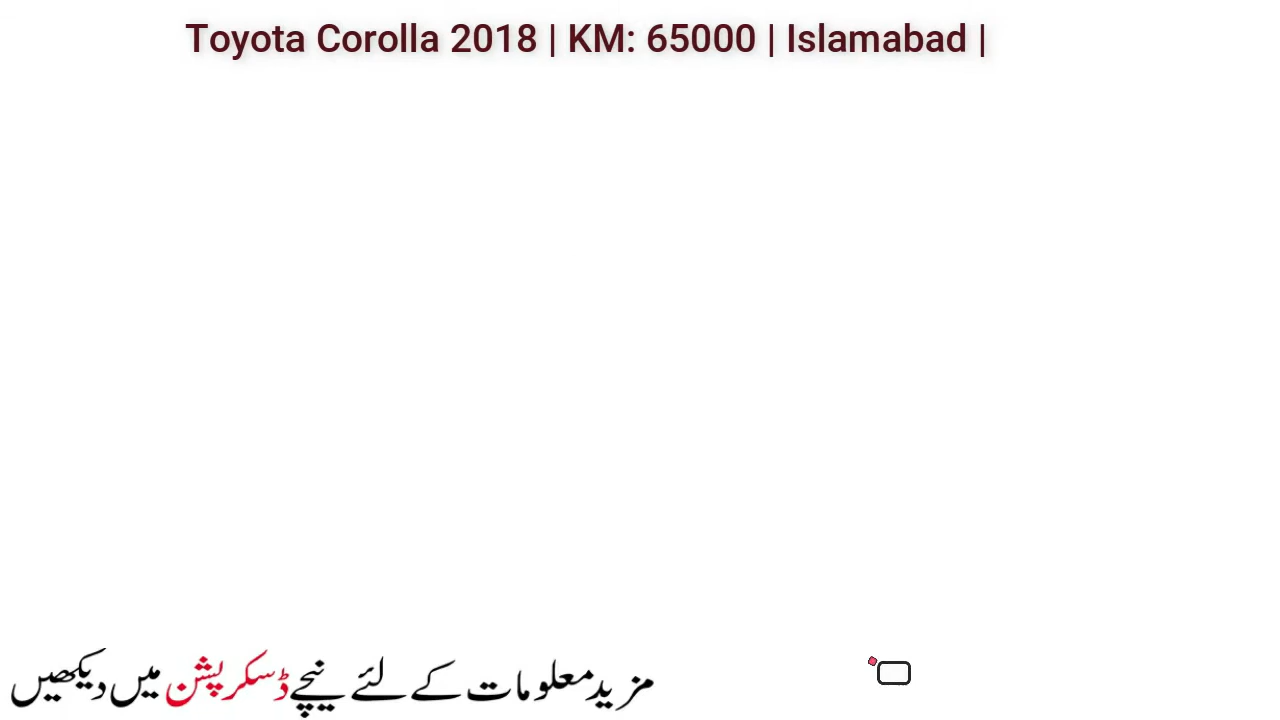 Toyota Corolla 2018 | KM: 65000 | Islamabad |
مزید معلومات کے لئے نیچے ڈسکرپشن میں دیکھیں